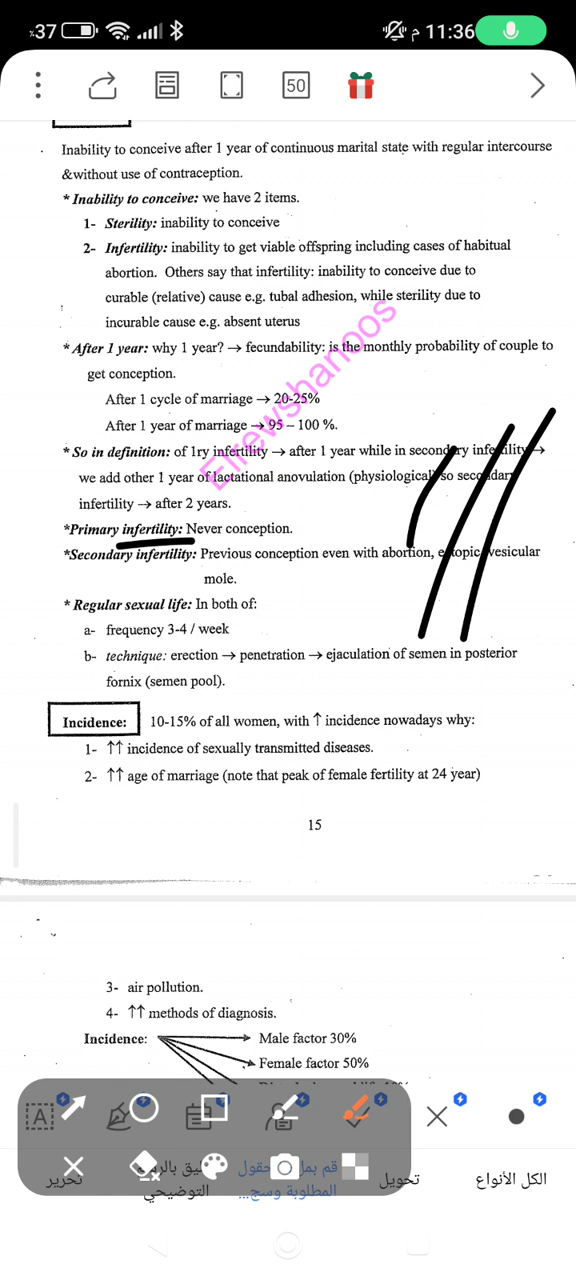 %37
11:36 م
50
Inability to conceive after 1 year of continuous marital state with regular intercourse
&without use of contraception.
* Inability to conceive: we have 2 items.
1- Sterility: inability to conceive
2- Infertility: inability to get viable offspring including cases of habitual
abortion. Others say that infertility: inability to conceive due to
curable (relative) cause e.g. tubal adhesion, while sterility due to
incurable cause e.g. absent uterus
* After 1 year: why 1 year? → fecundability: is the monthly probability of couple to
get conception.
After 1 cycle of marriage → 20-25%
After 1 year of marriage → 95 – 100 %.
Elrewshanoos
* So in definition: of 1ry infertility → after 1 year while in secondary infertility →
we add other 1 year of lactational anovulation (physiological) so secondary
infertility → after 2 years.
*Primary infertility: Never conception.
*Secondary infertility: Previous conception even with abortion, ectopic, vesicular
mole.
* Regular sexual life: In both of:
a- frequency 3-4 / week
b- technique: erection → penetration → ejaculation of semen in posterior
fornix (semen pool).
Incidence: 10-15% of all women, with ↑ incidence nowadays why:
1- ↑↑ incidence of sexually transmitted diseases.
2- ↑↑ age of marriage (note that peak of female fertility at 24 year)
15
3- air pollution.
4- ↑↑ methods of diagnosis.
Incidence: Male factor 30%
Female factor 50%
A
الكل الأنواع
تحويل
قم بملء
حقول
المطلوبة وسج...
التوضيحي
تحرير